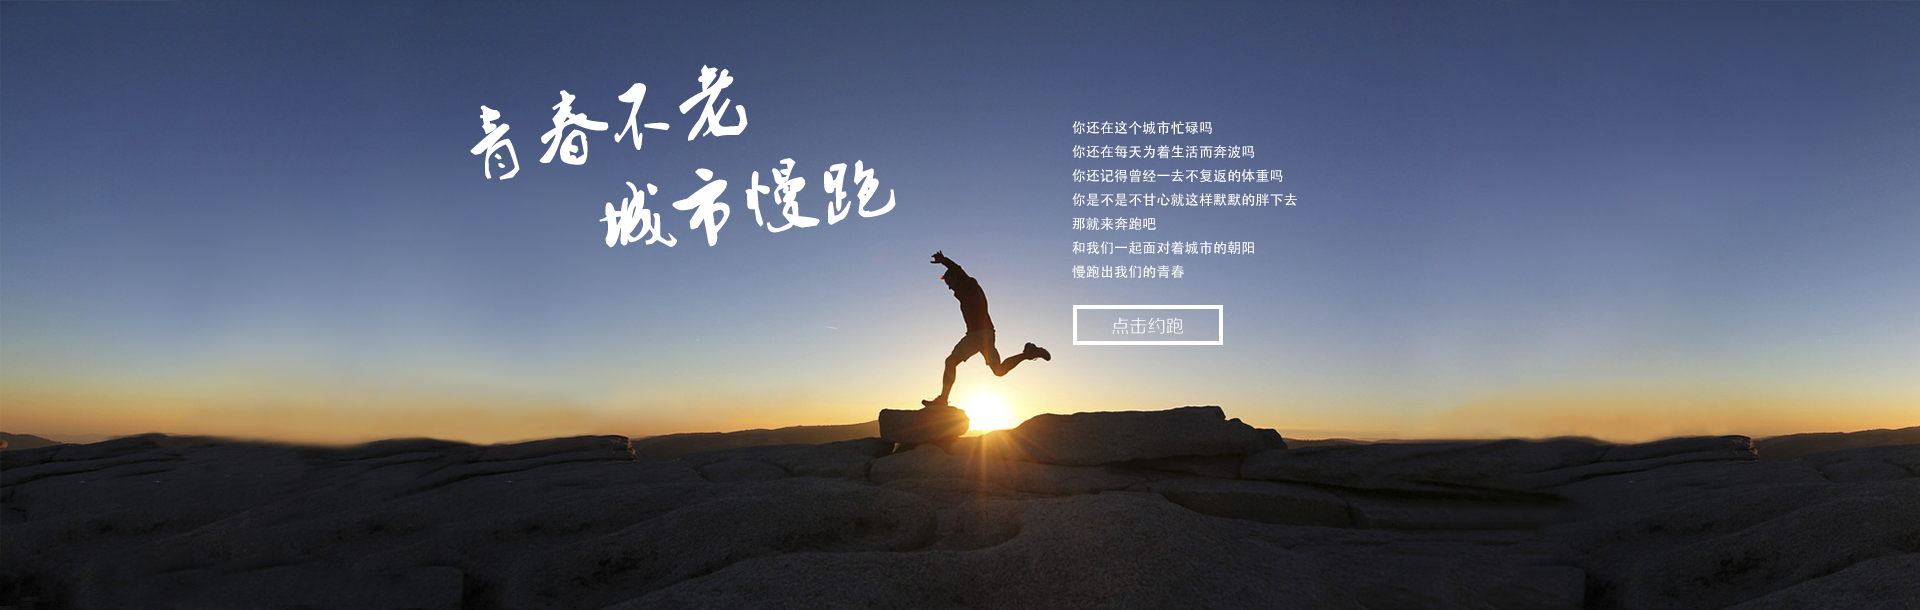 青春不老
城市慢跑
你还在这个城市忙碌吗
你还在每天为着生活而奔波吗
你还记得曾经一去不复返的体重吗
你是不是不甘心就这样默默的胖下去
那就来奔跑吧
和我们一起面对着城市的朝阳
慢跑出我们的青春
点击约跑